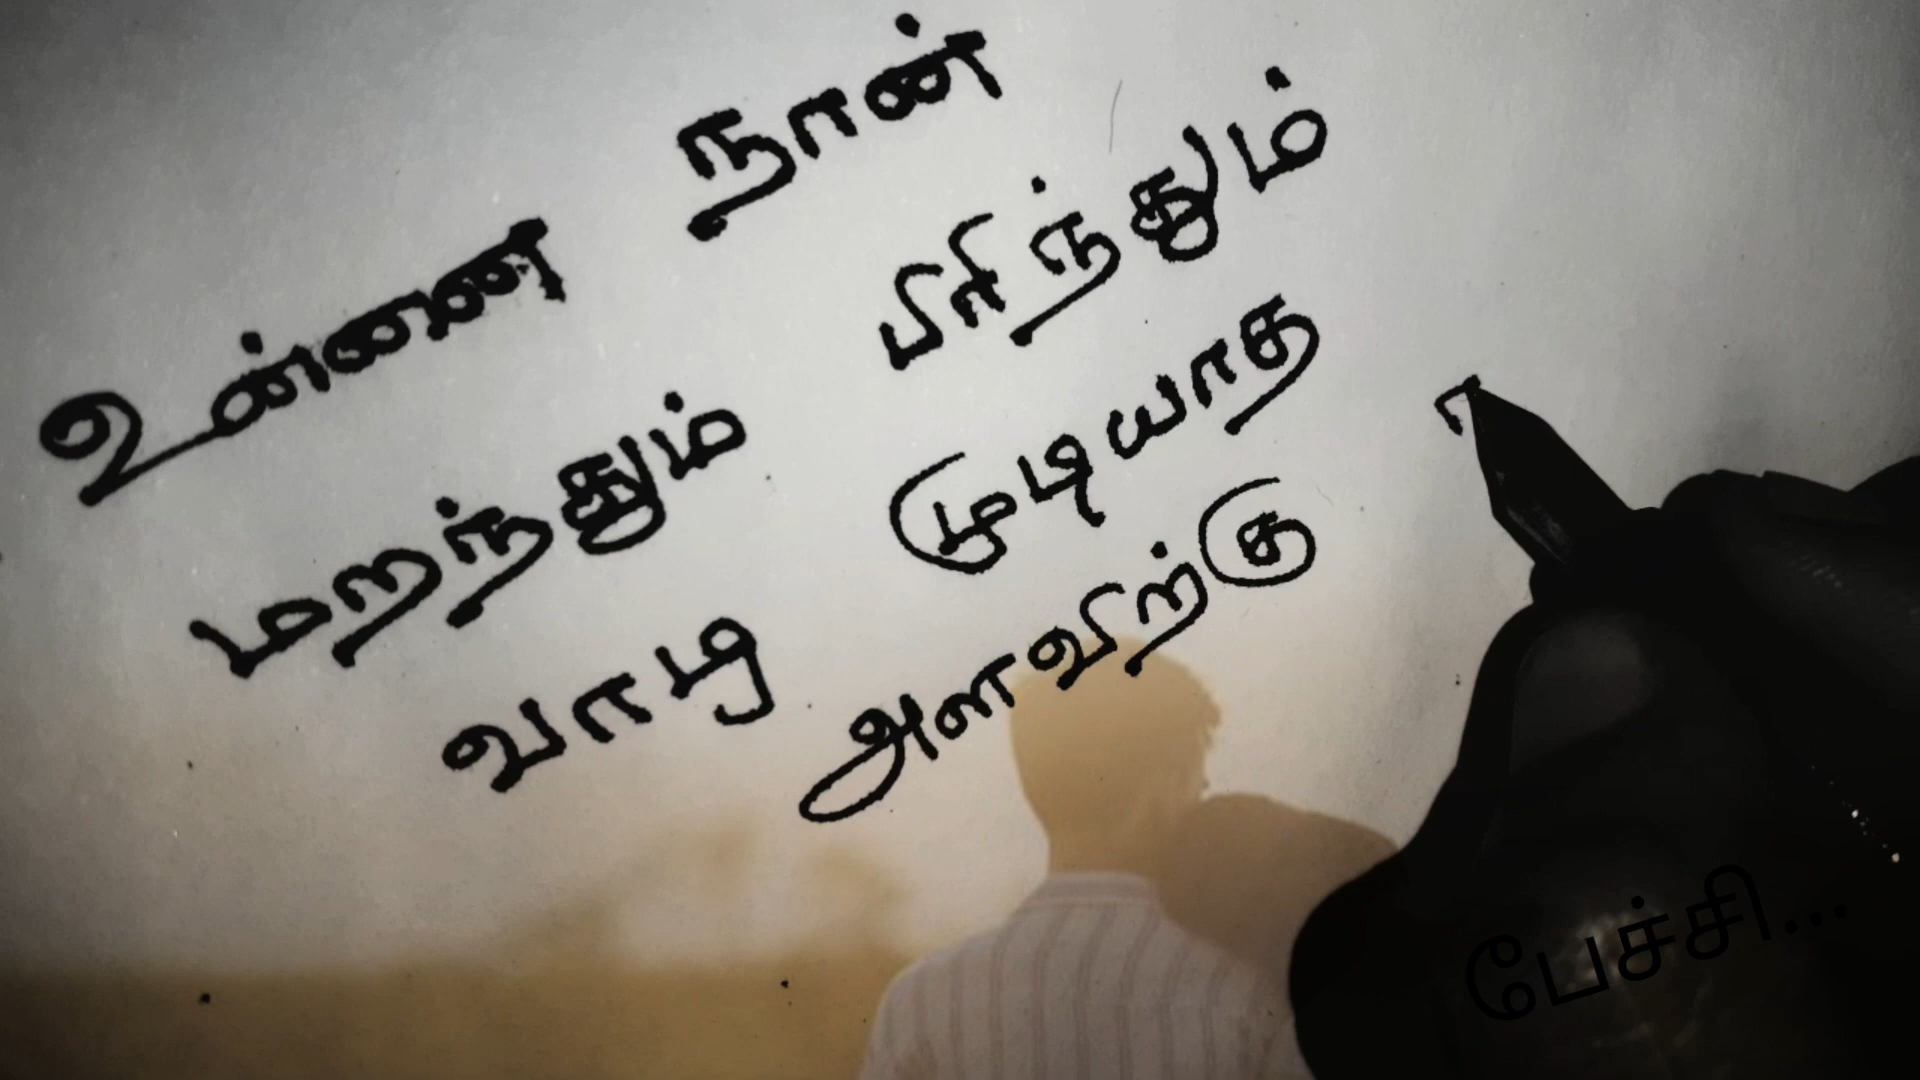 உன்னை நான்
மறந்தும் பிரிந்தும்
வாழ முடியாத
அளவிற்கு
பேச்சி...